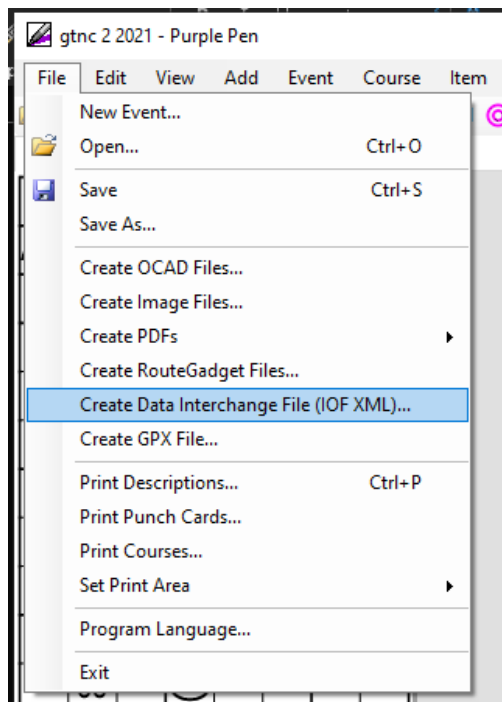 gtnc 2 2021 - Purple Pen
File Edit View Add Event Course Item
New Event...
Open... Ctrl+O
Save Ctrl+S
Save As...
Create OCAD Files...
Create Image Files...
Create PDFs
Create RouteGadget Files...
Create Data Interchange File (IOF XML)...
Create GPX File...
Print Descriptions... Ctrl+P
Print Punch Cards...
Print Courses...
Set Print Area
Program Language...
Exit